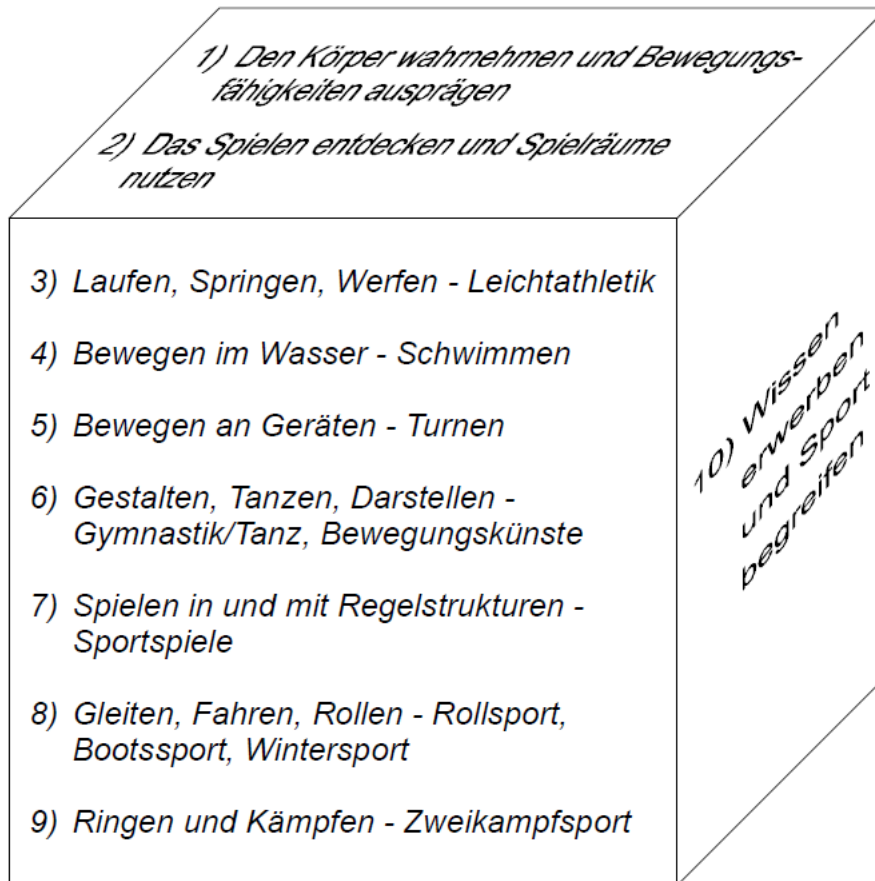 1) Den Körper wahrnehmen und Bewegungs-
fähigkeiten ausprägen
2) Das Spielen entdecken und Spielräume
nutzen
3) Laufen, Springen, Werfen - Leichtathletik
4) Bewegen im Wasser - Schwimmen
5) Bewegen an Geräten - Turnen
6) Gestalten, Tanzen, Darstellen -
Gymnastik/Tanz, Bewegungskünste
7) Spielen in und mit Regelstrukturen -
Sportspiele
8) Gleiten, Fahren, Rollen - Rollsport,
Bootssport, Wintersport
9) Ringen und Kämpfen - Zweikampfsport
10) Wissen
erwerben
und Sport
begreifen